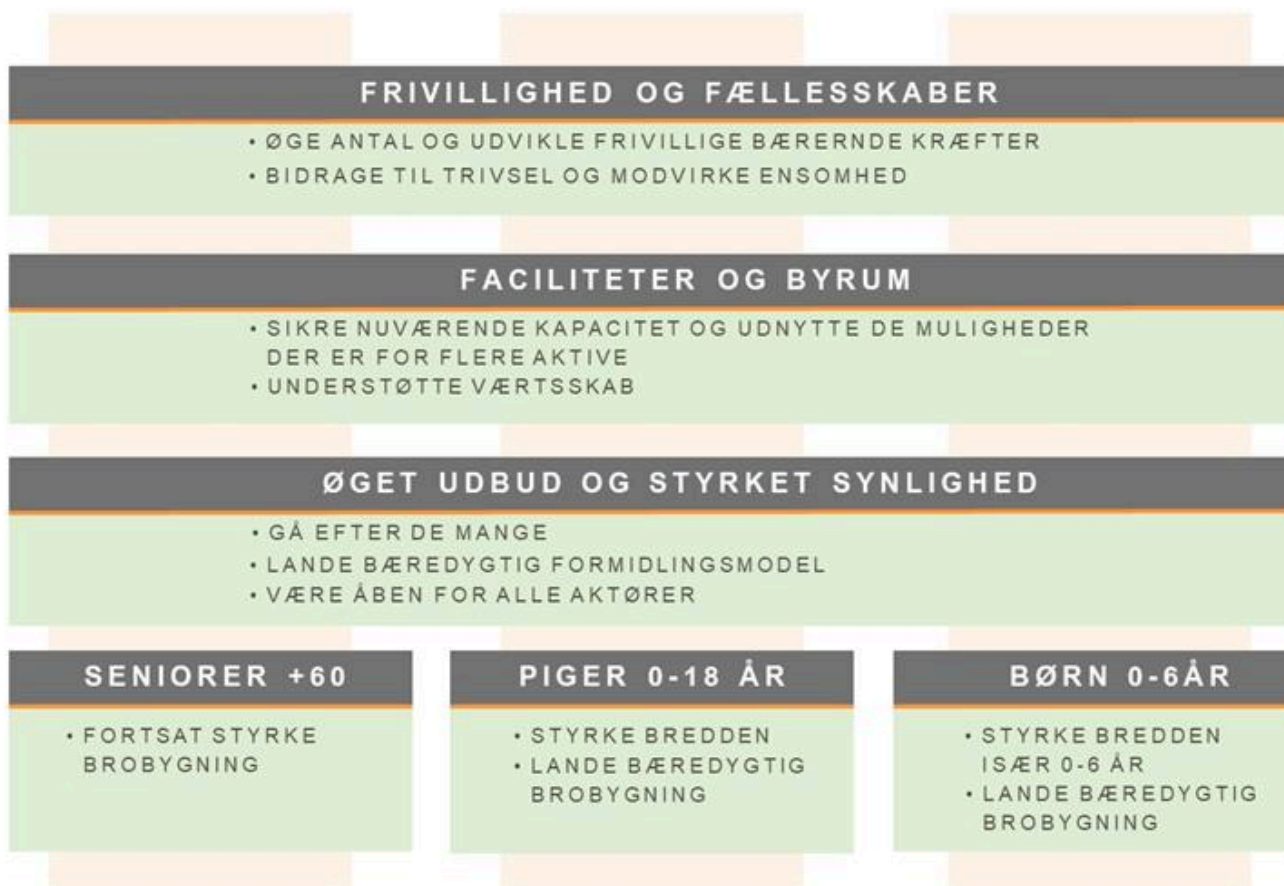 FRIVILLIGHED OG FÆLLESSKABER
• ØGE ANTAL OG UDVIKLE FRIVILLIGE BÆRERNDE KRÆFTER
• BIDRAGE TIL TRIVSEL OG MODVIRKE ENSOMHED
FACILITETER OG BYRUM
• SIKRE NUVÆRENDE KAPACITET OG UDNYTTE DE MULIGHEDER
DER ER FOR FLERE AKTIVE
• UNDERSTØTTE VÆRTSSKAB
ØGET UDBUD OG STYRKET SYNLIGHED
• GÅ EFTER DE MANGE
• LANDE BÆREDYGTIG FORMIDLINGSMODEL
• VÆRE ÅBEN FOR ALLE AKTØRER
SENIORER +60
• FORTSAT STYRKE
BROBYGNING
PIGER 0-18 ÅR
• STYRKE BREDDEN
• LANDE BÆREDYGTIG
BROBYGNING
BØRN 0-6ÅR
• STYRKE BREDDEN
ISÆR 0-6 ÅR
• LANDE BÆREDYGTIG
BROBYGNING